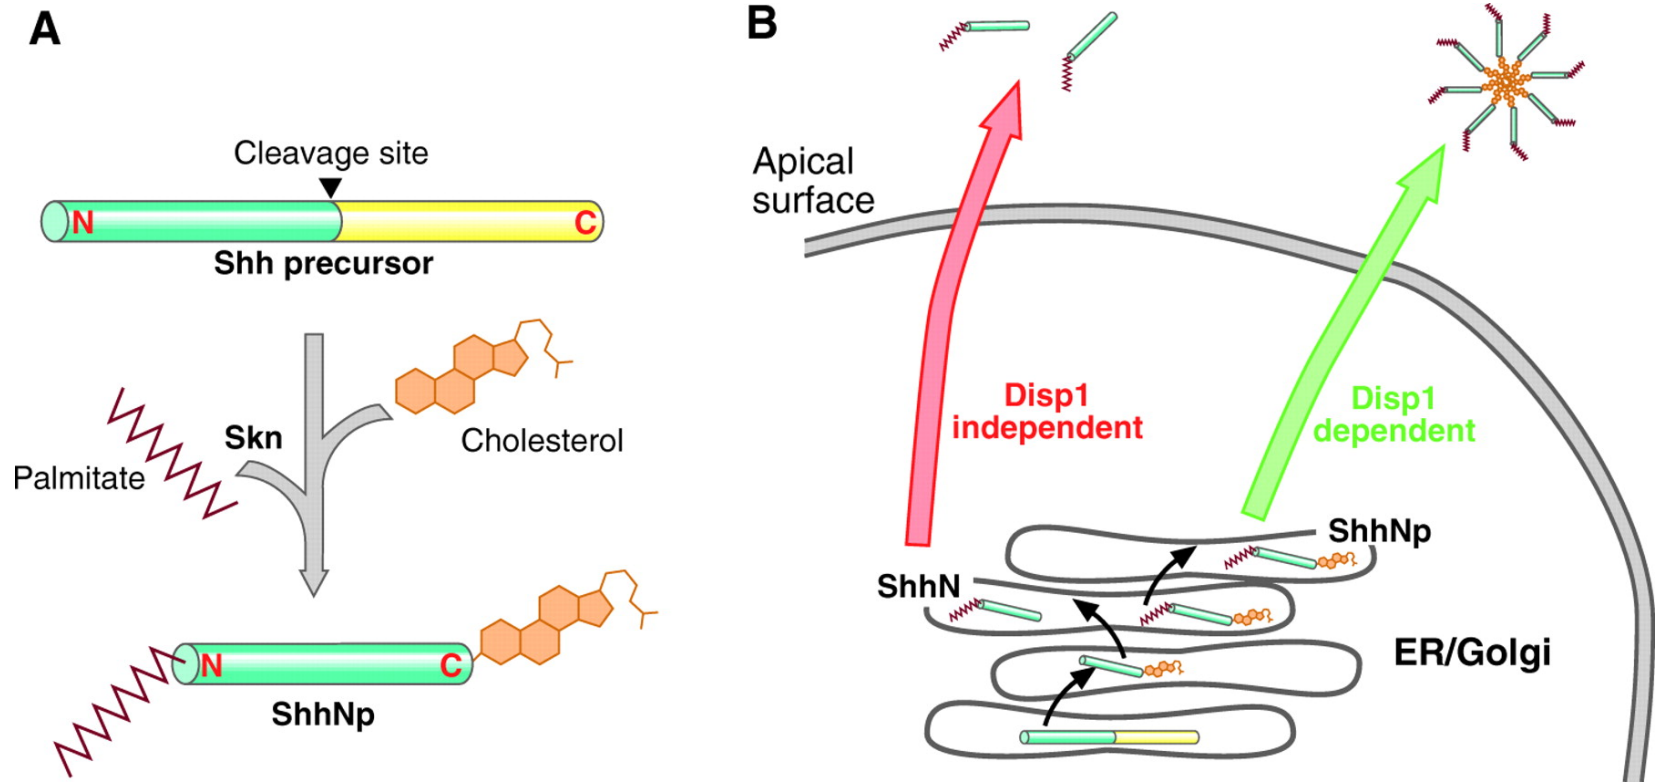 A
Cleavage site
N
C
Shh precursor
Skn
Palmitate
Cholesterol
N
C
ShhNp
B
Apical
surface
Disp1
independent
Disp1
dependent
ShhNp
ShhN
ER/Golgi